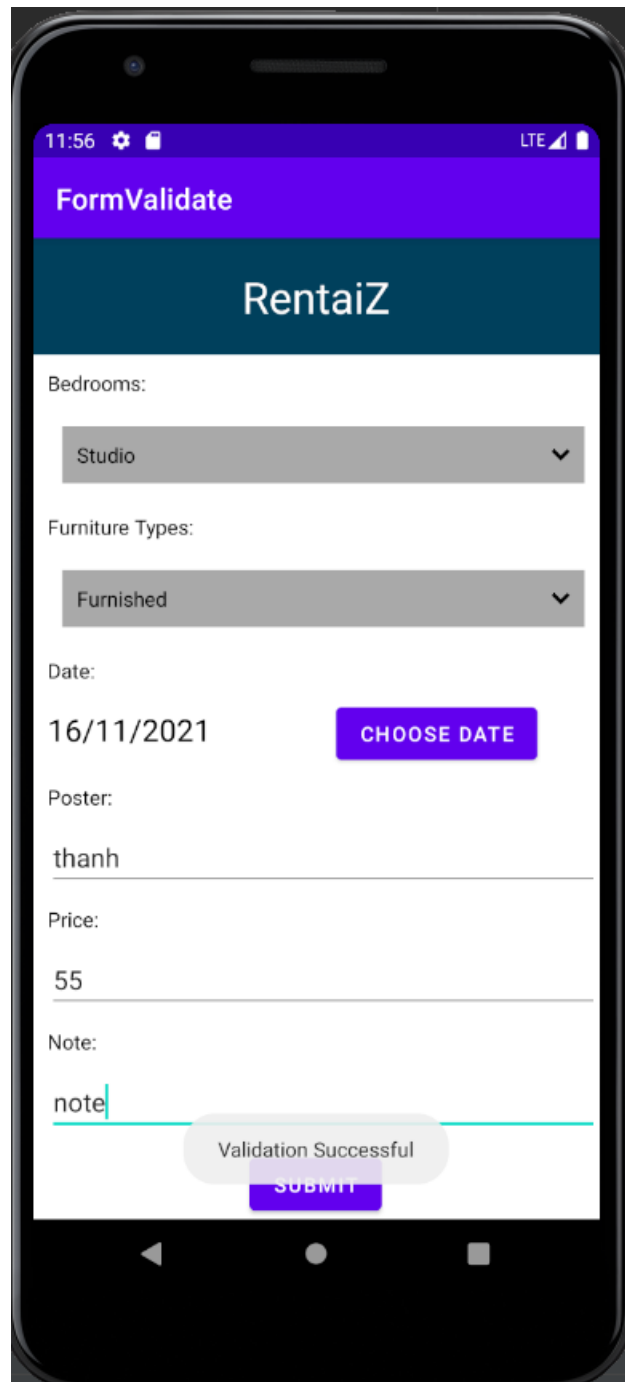 11:56 LTE
FormValidate
RentaiZ
Bedrooms:
Studio
Furniture Types:
Furnished
Date:
16/11/2021 CHOOSE DATE
Poster:
thanh
Price:
55
Note:
note
Validation Successful
SUBMIT